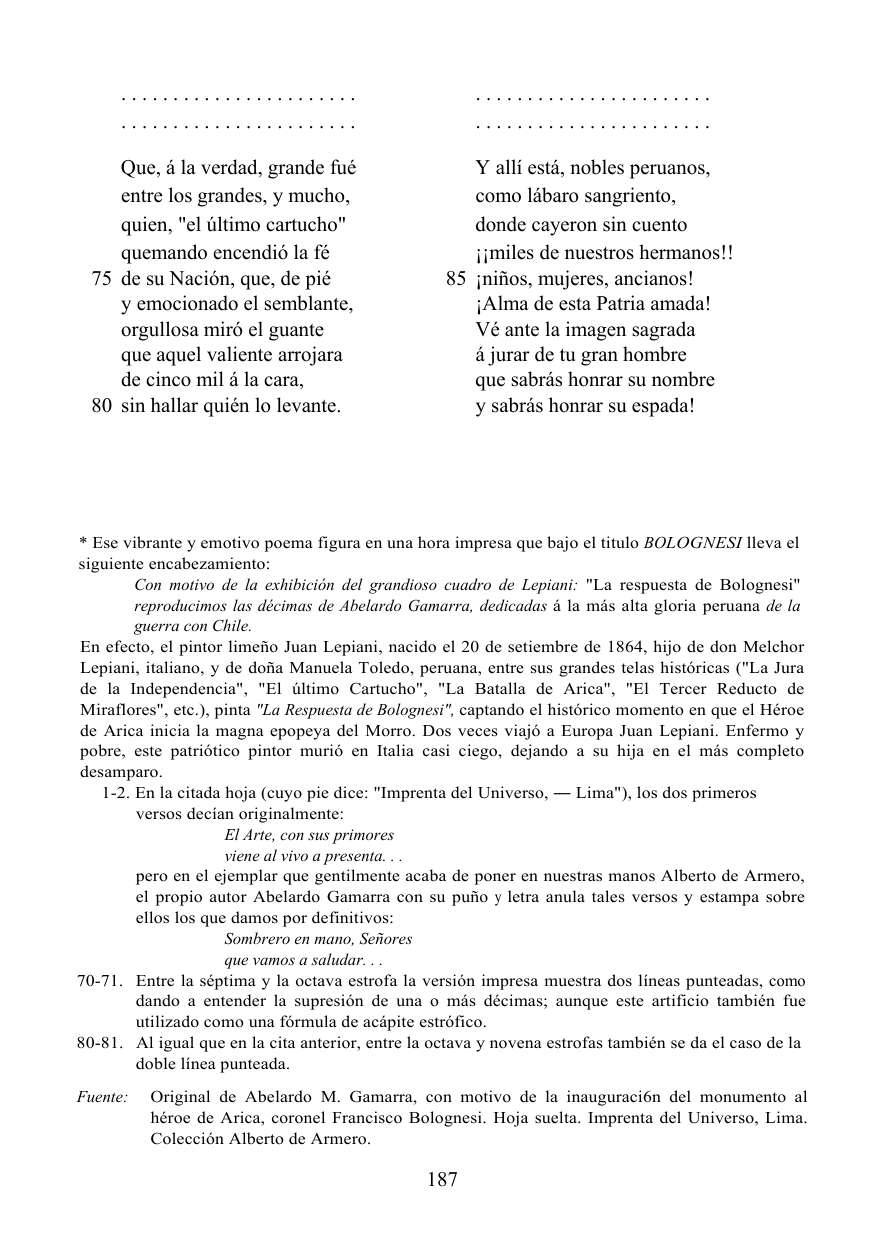 . . . . . . . . . . . . . . . . . . . . . . .
. . . . . . . . . . . . . . . . . . . . . . .
Que, á la verdad, grande fué
entre los grandes, y mucho,
quien, "el último cartucho"
quemando encendió la fé
75 de su Nación, que, de pié
y emocionado el semblante,
orgullosa miró el guante
que aquel valiente arrojara
de cinco mil á la cara,
80 sin hallar quién lo levante.
. . . . . . . . . . . . . . . . . . . . . . .
. . . . . . . . . . . . . . . . . . . . . . .
Y allí está, nobles peruanos,
como lábaro sangriento,
donde cayeron sin cuento
¡¡miles de nuestros hermanos!!
85 ¡niños, mujeres, ancianos!
¡Alma de esta Patria amada!
Vé ante la imagen sagrada
á jurar de tu gran hombre
que sabrás honrar su nombre
y sabrás honrar su espada!
* Ese vibrante y emotivo poema figura en una hora impresa que bajo el titulo BOLOGNESI lleva el
siguiente encabezamiento:
Con motivo de la exhibición del grandioso cuadro de Lepiani: "La respuesta de Bolognesi"
reproducimos las décimas de Abelardo Gamarra, dedicadas á la más alta gloria peruana de la
guerra con Chile.
En efecto, el pintor limeño Juan Lepiani, nacido el 20 de setiembre de 1864, hijo de don Melchor
Lepiani, italiano, y de doña Manuela Toledo, peruana, entre sus grandes telas históricas ("La Jura
de la Independencia", "El último Cartucho", "La Batalla de Arica", "El Tercer Reducto de
Miraflores", etc.), pinta "La Respuesta de Bolognesi", captando el histórico momento en que el Héroe
de Arica inicia la magna epopeya del Morro. Dos veces viajó a Europa Juan Lepiani. Enfermo y
pobre, este patriótico pintor murió en Italia casi ciego, dejando a su hija en el más completo
desamparo.
1-2. En la citada hoja (cuyo pie dice: "Imprenta del Universo, — Lima"), los dos primeros
versos decían originalmente:
El Arte, con sus primores
viene al vivo a presenta. . .
pero en el ejemplar que gentilmente acaba de poner en nuestras manos Alberto de Armero,
el propio autor Abelardo Gamarra con su puño y letra anula tales versos y estampa sobre
ellos los que damos por definitivos:
Sombrero en mano, Señores
que vamos a saludar. . .
70-71. Entre la séptima y la octava estrofa la versión impresa muestra dos líneas punteadas, como
dando a entender la supresión de una o más décimas; aunque este artificio también fue
utilizado como una fórmula de acápite estrófico.
80-81. Al igual que en la cita anterior, entre la octava y novena estrofas también se da el caso de la
doble línea punteada.
Fuente: Original de Abelardo M. Gamarra, con motivo de la inauguraci6n del monumento al
héroe de Arica, coronel Francisco Bolognesi. Hoja suelta. Imprenta del Universo, Lima.
Colección Alberto de Armero.
187